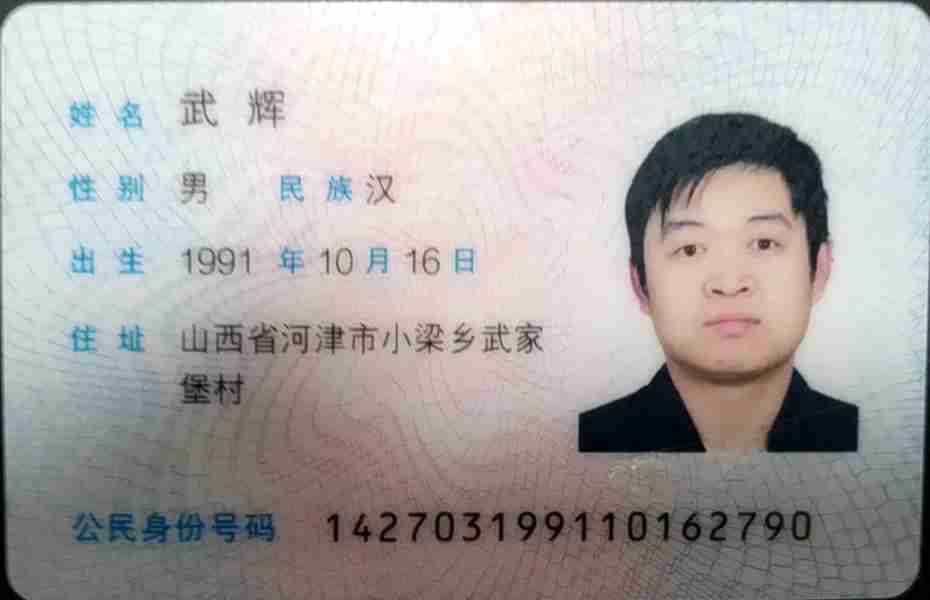 姓名 武辉
性别 男 民族 汉
出生 1991 年 10 月 16 日
住址 山西省河津市小梁乡武家
堡村
公民身份号码 142703199110162790